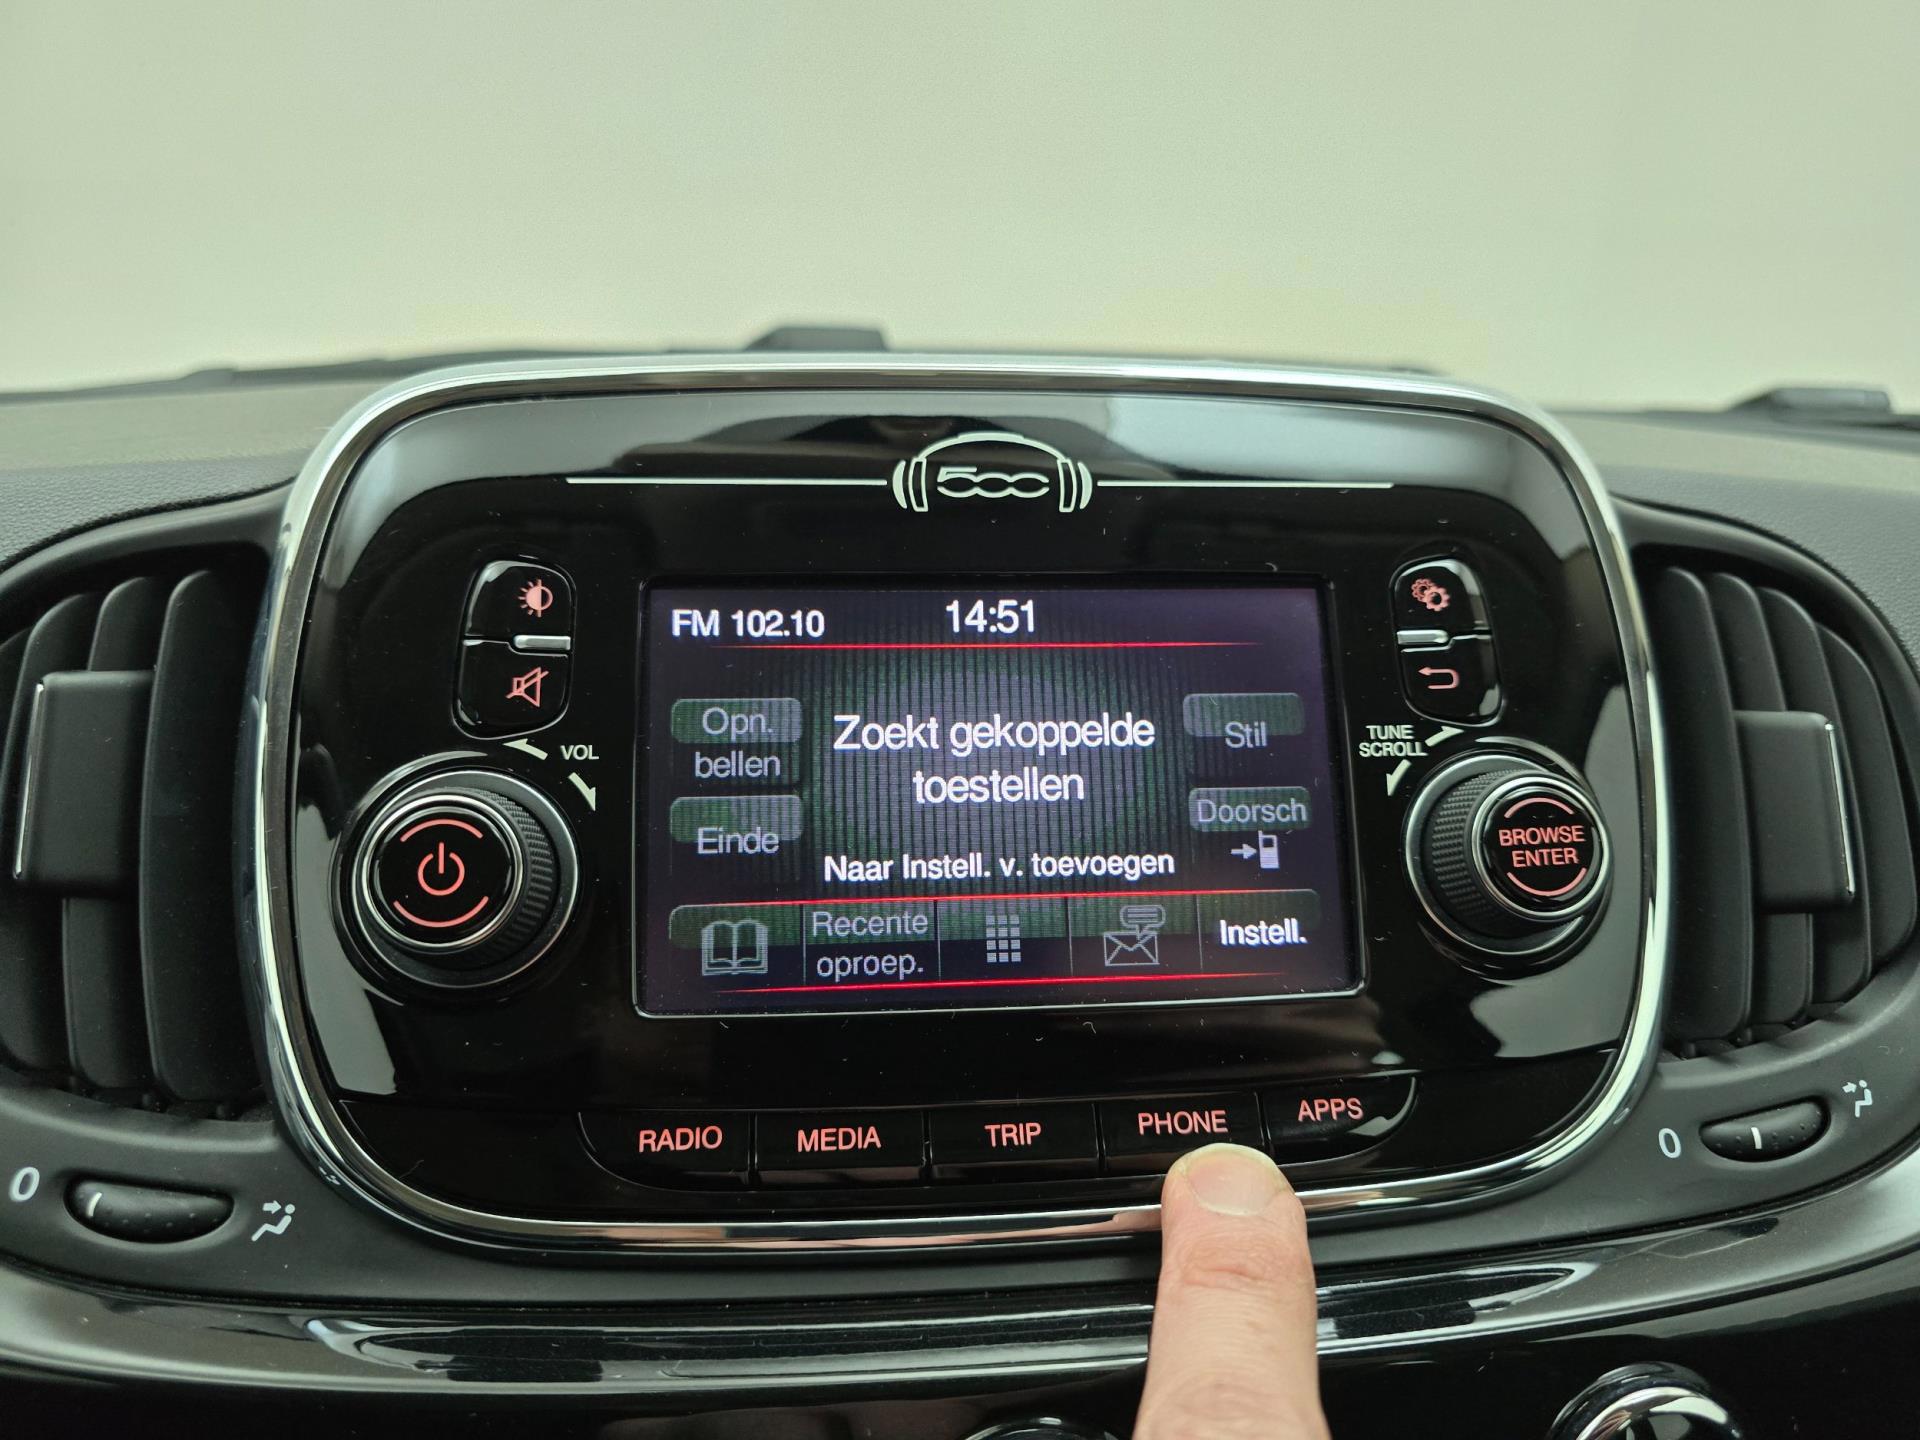 500
FM 102.10
14:51
VOL
TUNE
SCROLL
Opn.
bellen
Zoekt gekoppelde
toestellen
Stil
Einde
Doorsch
BROWSE
ENTER
Naar Instell. v. toevoegen
Recente
oproep.
Instell.
RADIO
MEDIA
TRIP
PHONE
APPS
0
0